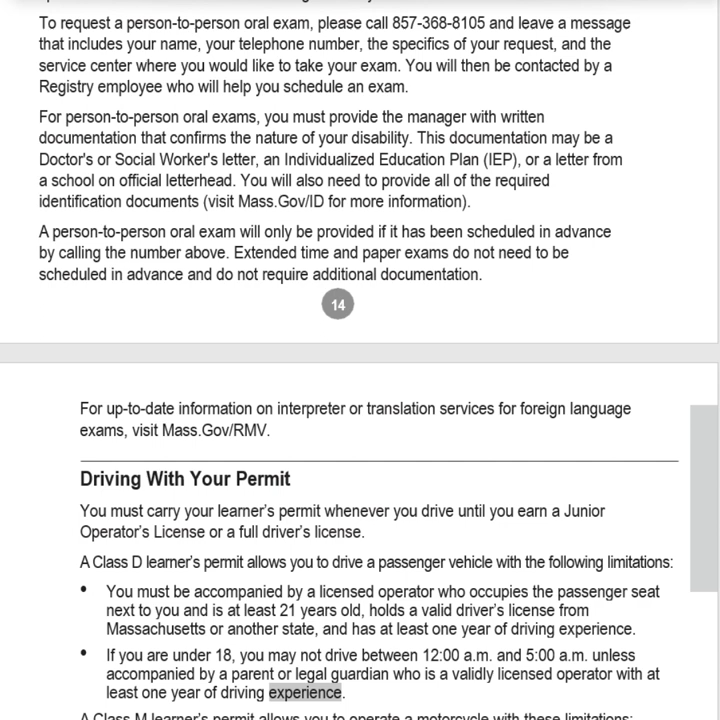 To request a person-to-person oral exam, please call 857-368-8105 and leave a message
that includes your name, your telephone number, the specifics of your request, and the
service center where you would like to take your exam. You will then be contacted by a
Registry employee who will help you schedule an exam.
For person-to-person oral exams, you must provide the manager with written
documentation that confirms the nature of your disability. This documentation may be a
Doctor's or Social Worker's letter, an Individualized Education Plan (IEP), or a letter from
a school on official letterhead. You will also need to provide all of the required
identification documents (visit Mass.Gov/ID for more information).
A person-to-person oral exam will only be provided if it has been scheduled in advance
by calling the number above. Extended time and paper exams do not need to be
scheduled in advance and do not require additional documentation.
14
For up-to-date information on interpreter or translation services for foreign language
exams, visit Mass.Gov/RMV.
Driving With Your Permit
You must carry your learner's permit whenever you drive until you earn a Junior
Operator's License or a full driver's license.
A Class D learner's permit allows you to drive a passenger vehicle with the following limitations:
• You must be accompanied by a licensed operator who occupies the passenger seat
next to you and is at least 21 years old, holds a valid driver's license from
Massachusetts or another state, and has at least one year of driving experience.
• If you are under 18, you may not drive between 12:00 a.m. and 5:00 a.m. unless
accompanied by a parent or legal guardian who is a validly licensed operator with at
least one year of driving experience.
A Class M learner's permit allows you to operate a motorcycle with these limitations: